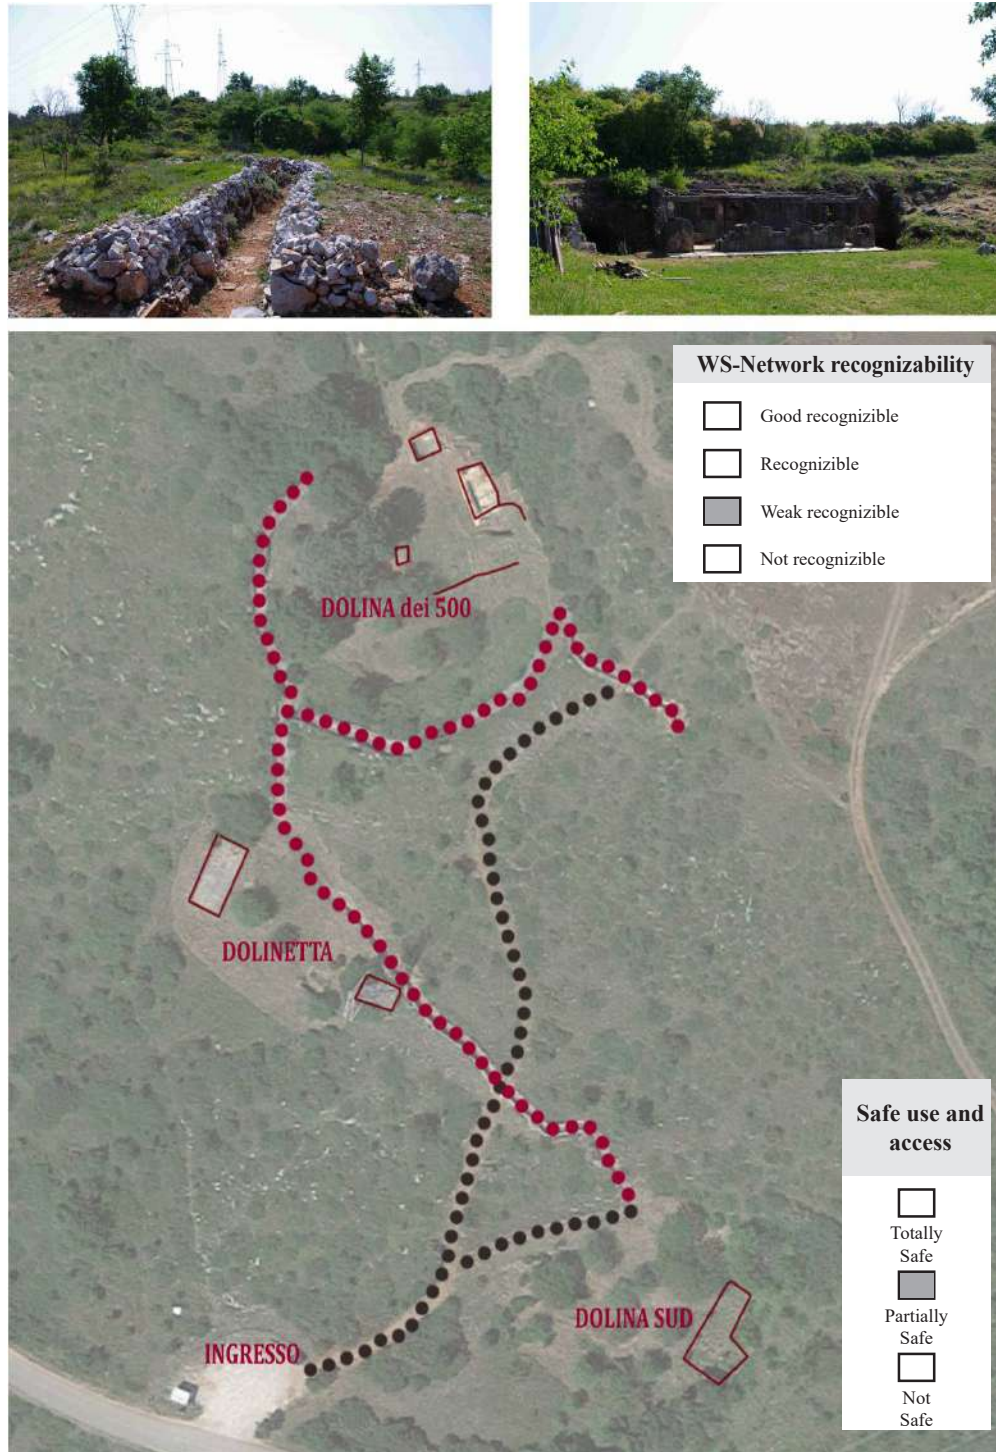 WS-Network recognizability
Good recognizible
Recognizible
Weak recognizible
Not recognizible
DOLINA dei 500
DOLINETTA
Safe use and
access
Totally
Safe
Partially
Safe
Not
Safe
DOLINA SUD
INGRESSO